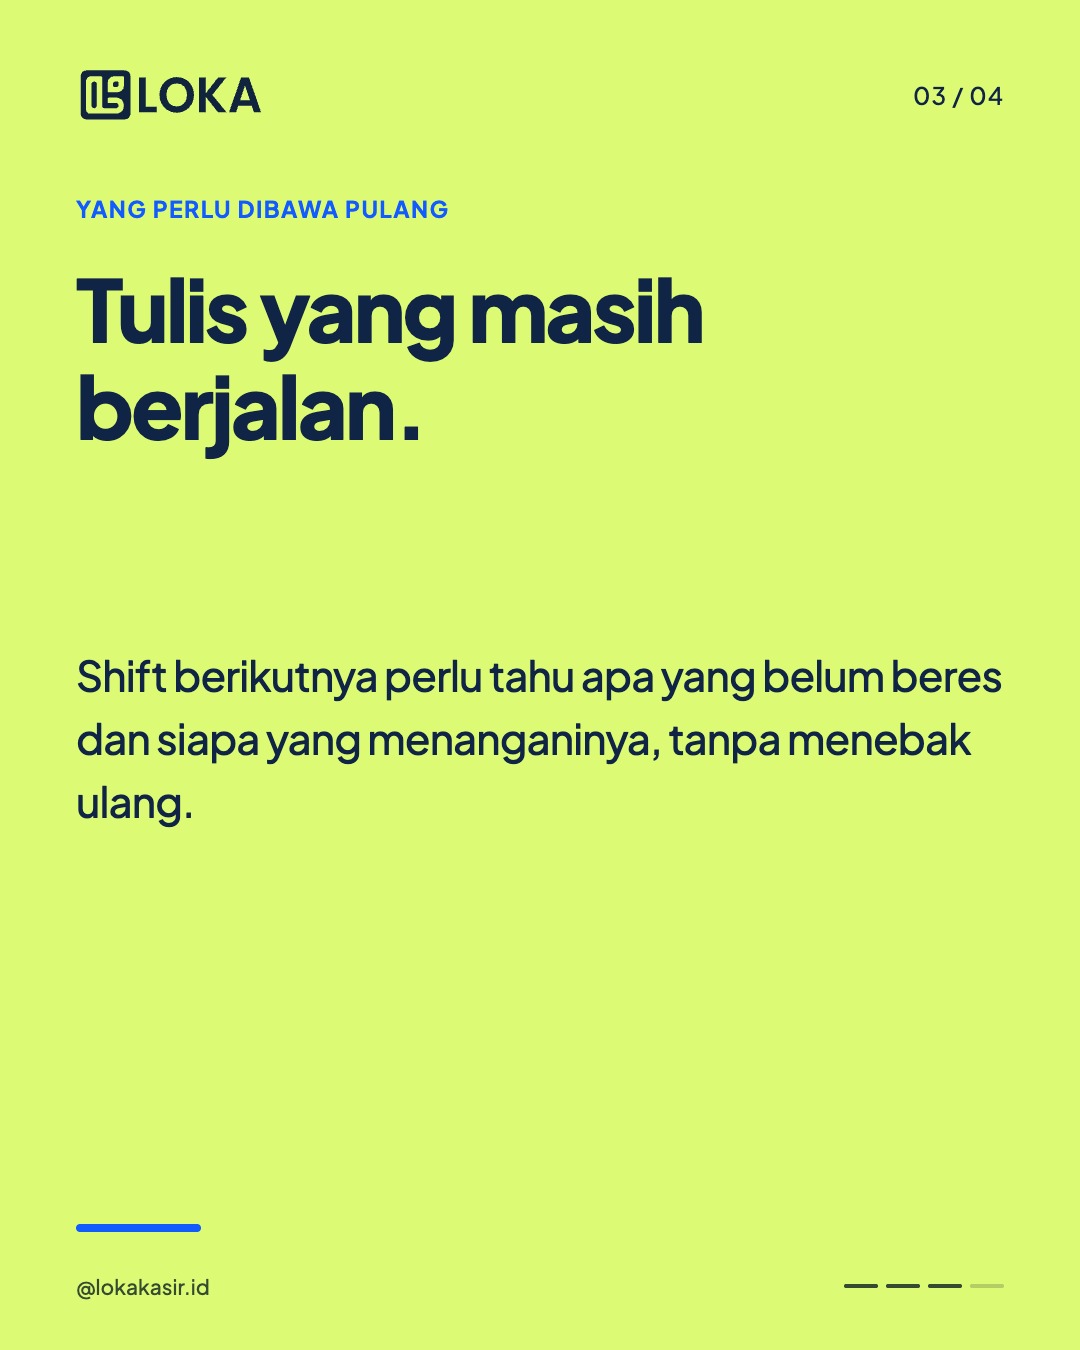 LOKA
03 / 04
YANG PERLU DIBAWA PULANG
Tulis yang masih
berjalan.
Shift berikutnya perlu tahu apa yang belum beres
dan siapa yang menanganinya, tanpa menebak
ulang.
@lokakasir.id